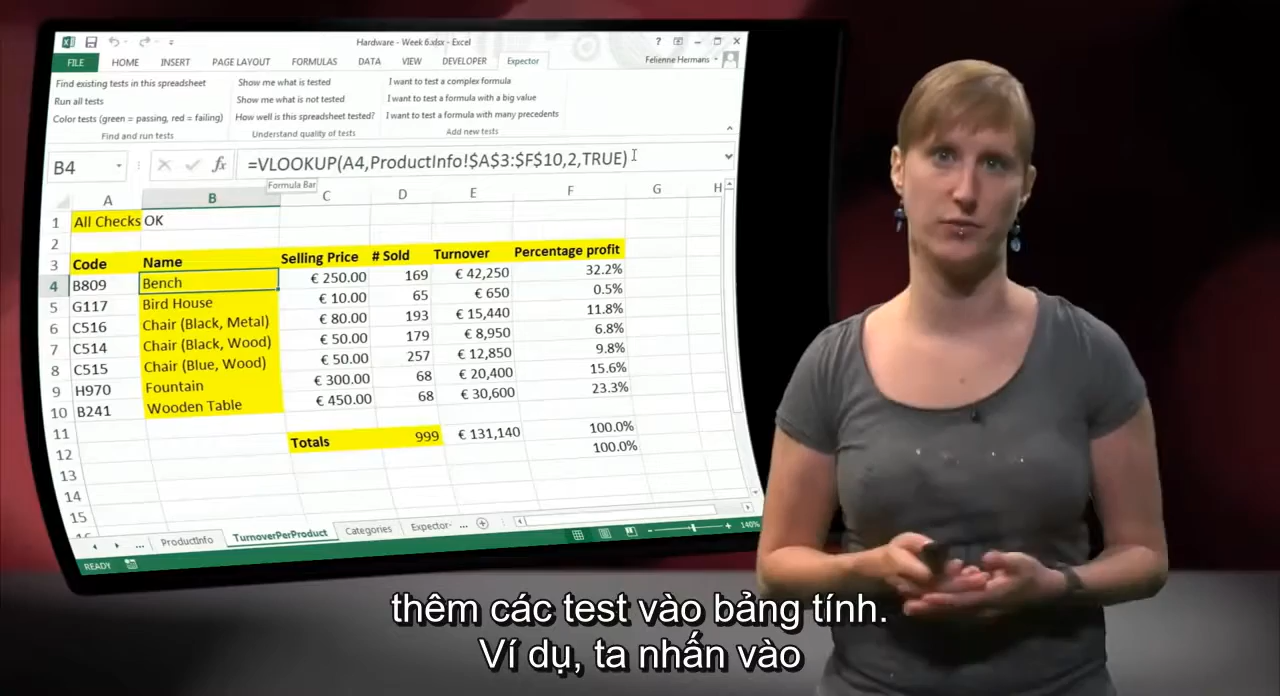 Hardware - Week 6.xlsx - Excel
FILE HOME INSERT PAGE LAYOUT FORMULAS DATA VIEW DEVELOPER Expector Felienne Hermans
Find existing tests in this spreadsheet Show me what is tested I want to test a complex formula
Run all tests Show me what is not tested I want to test a formula with a big value
Color tests (green = passing, red = failing) How well is this spreadsheet tested? I want to test a formula with many precedents
Find and run tests Understand quality of tests Add new tests
B4 fx =VLOOKUP(A4,ProductInfo!$A$3:$F$10,2,TRUE)
Formula Bar
A B C D E F G H
1 All Checks OK
2
3 Code Name Selling Price # Sold Turnover Percentage profit
4 B809 Bench € 250.00 169 € 42,250 32.2%
5 G117 Bird House € 10.00 65 € 650 0.5%
6 C516 Chair (Black, Metal) € 80.00 193 € 15,440 11.8%
7 C514 Chair (Black, Wood) € 50.00 179 € 8,950 6.8%
8 C515 Chair (Blue, Wood) € 50.00 257 € 12,850 9.8%
9 H970 Fountain € 300.00 68 € 20,400 15.6%
10 B241 Wooden Table € 450.00 68 € 30,600 23.3%
11
12 Totals 999 € 131,140 100.0%
13 100.0%
14
15
... ProductInfo TurnoverPerProduct Categories Expector- ...
READY 140%
thêm các test vào bảng tính.
Ví dụ, ta nhấn vào